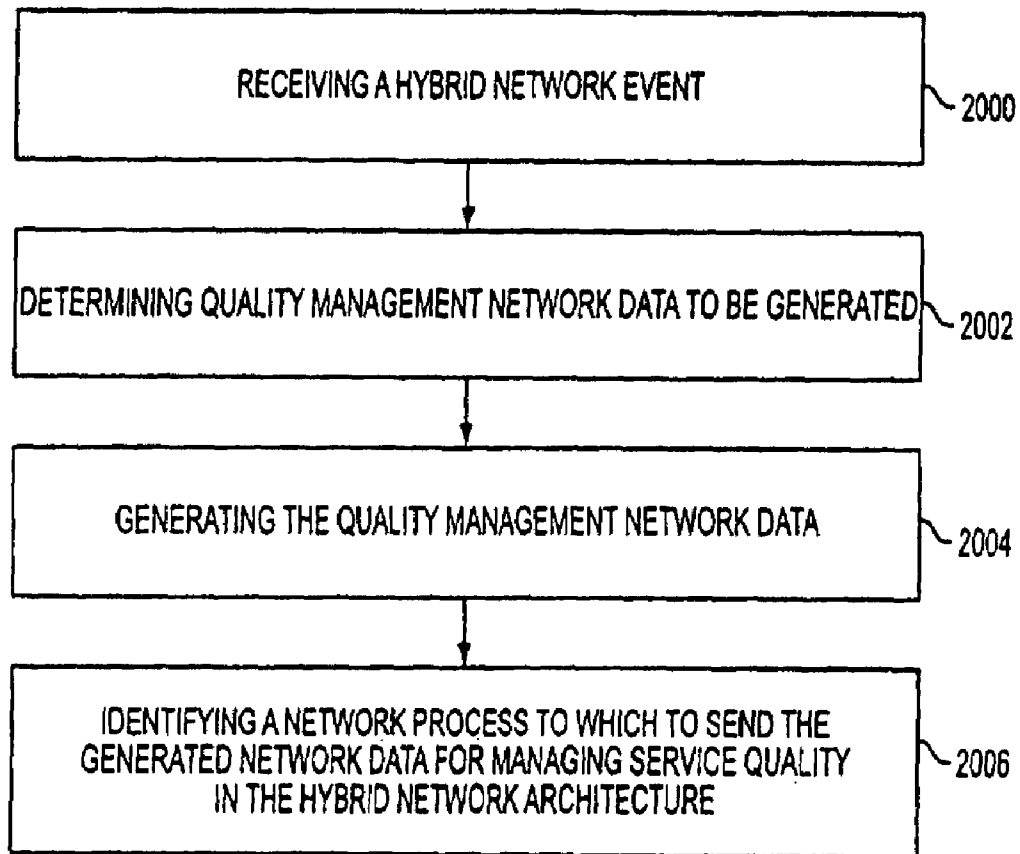 RECEIVING A HYBRID NETWORK EVENT
2000
DETERMINING QUALITY MANAGEMENT NETWORK DATA TO BE GENERATED
2002
GENERATING THE QUALITY MANAGEMENT NETWORK DATA
2004
IDENTIFYING A NETWORK PROCESS TO WHICH TO SEND THE
GENERATED NETWORK DATA FOR MANAGING SERVICE QUALITY
IN THE HYBRID NETWORK ARCHITECTURE
2006